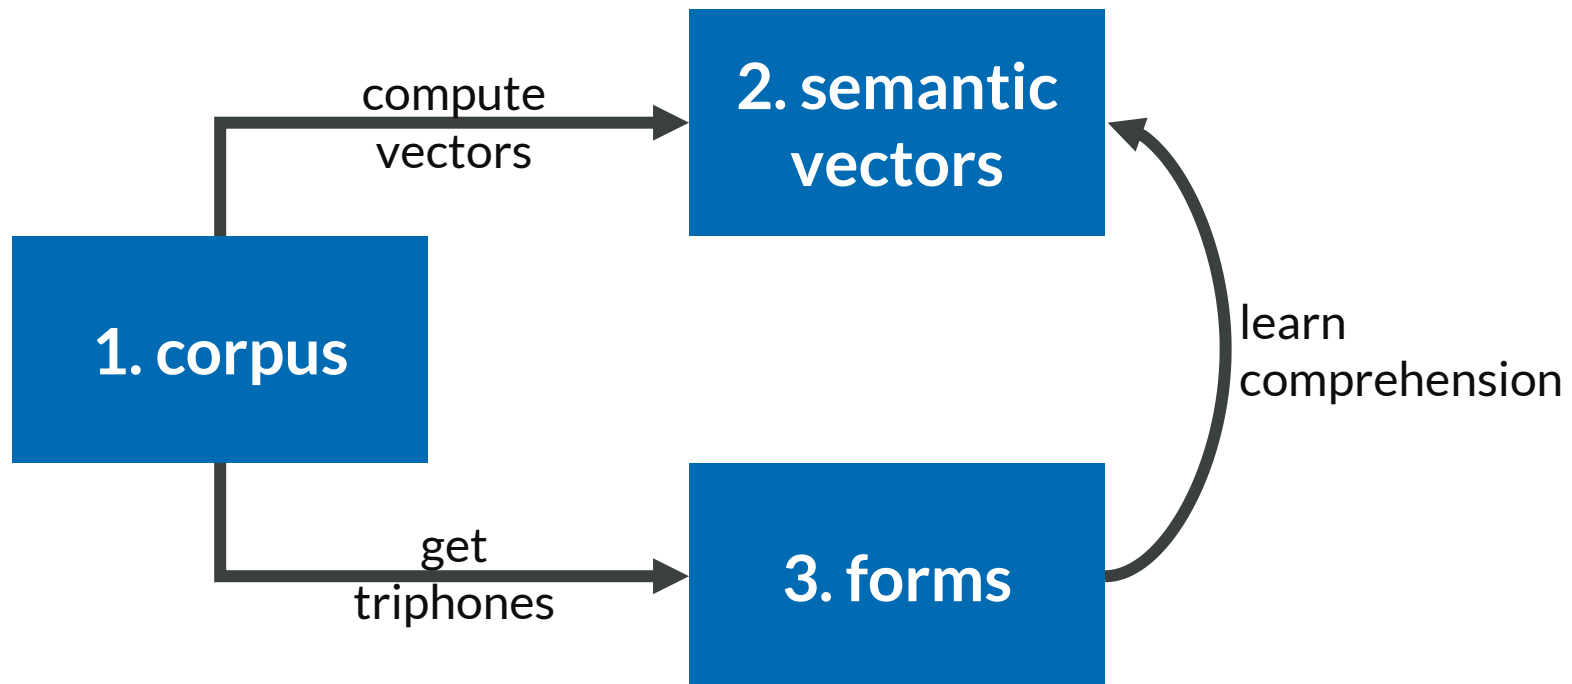 compute
vectors
2. semantic
vectors
1. corpus
learn
comprehension
get
triphones
3. forms